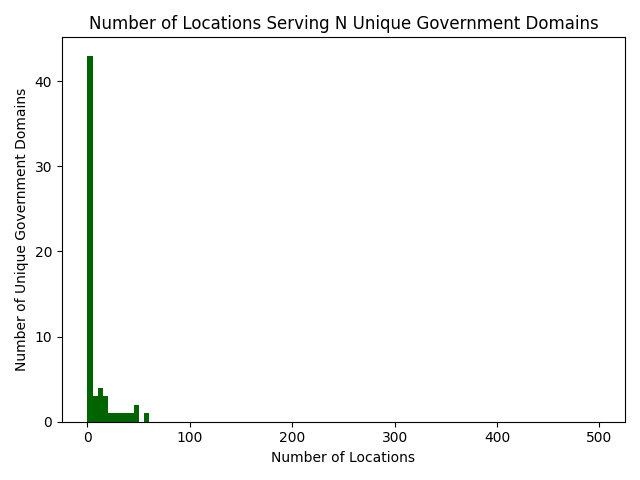 Number of Locations Serving N Unique Government Domains
Number of Unique Government Domains
40
30
20
10
0
0 100 200 300 400 500
Number of Locations